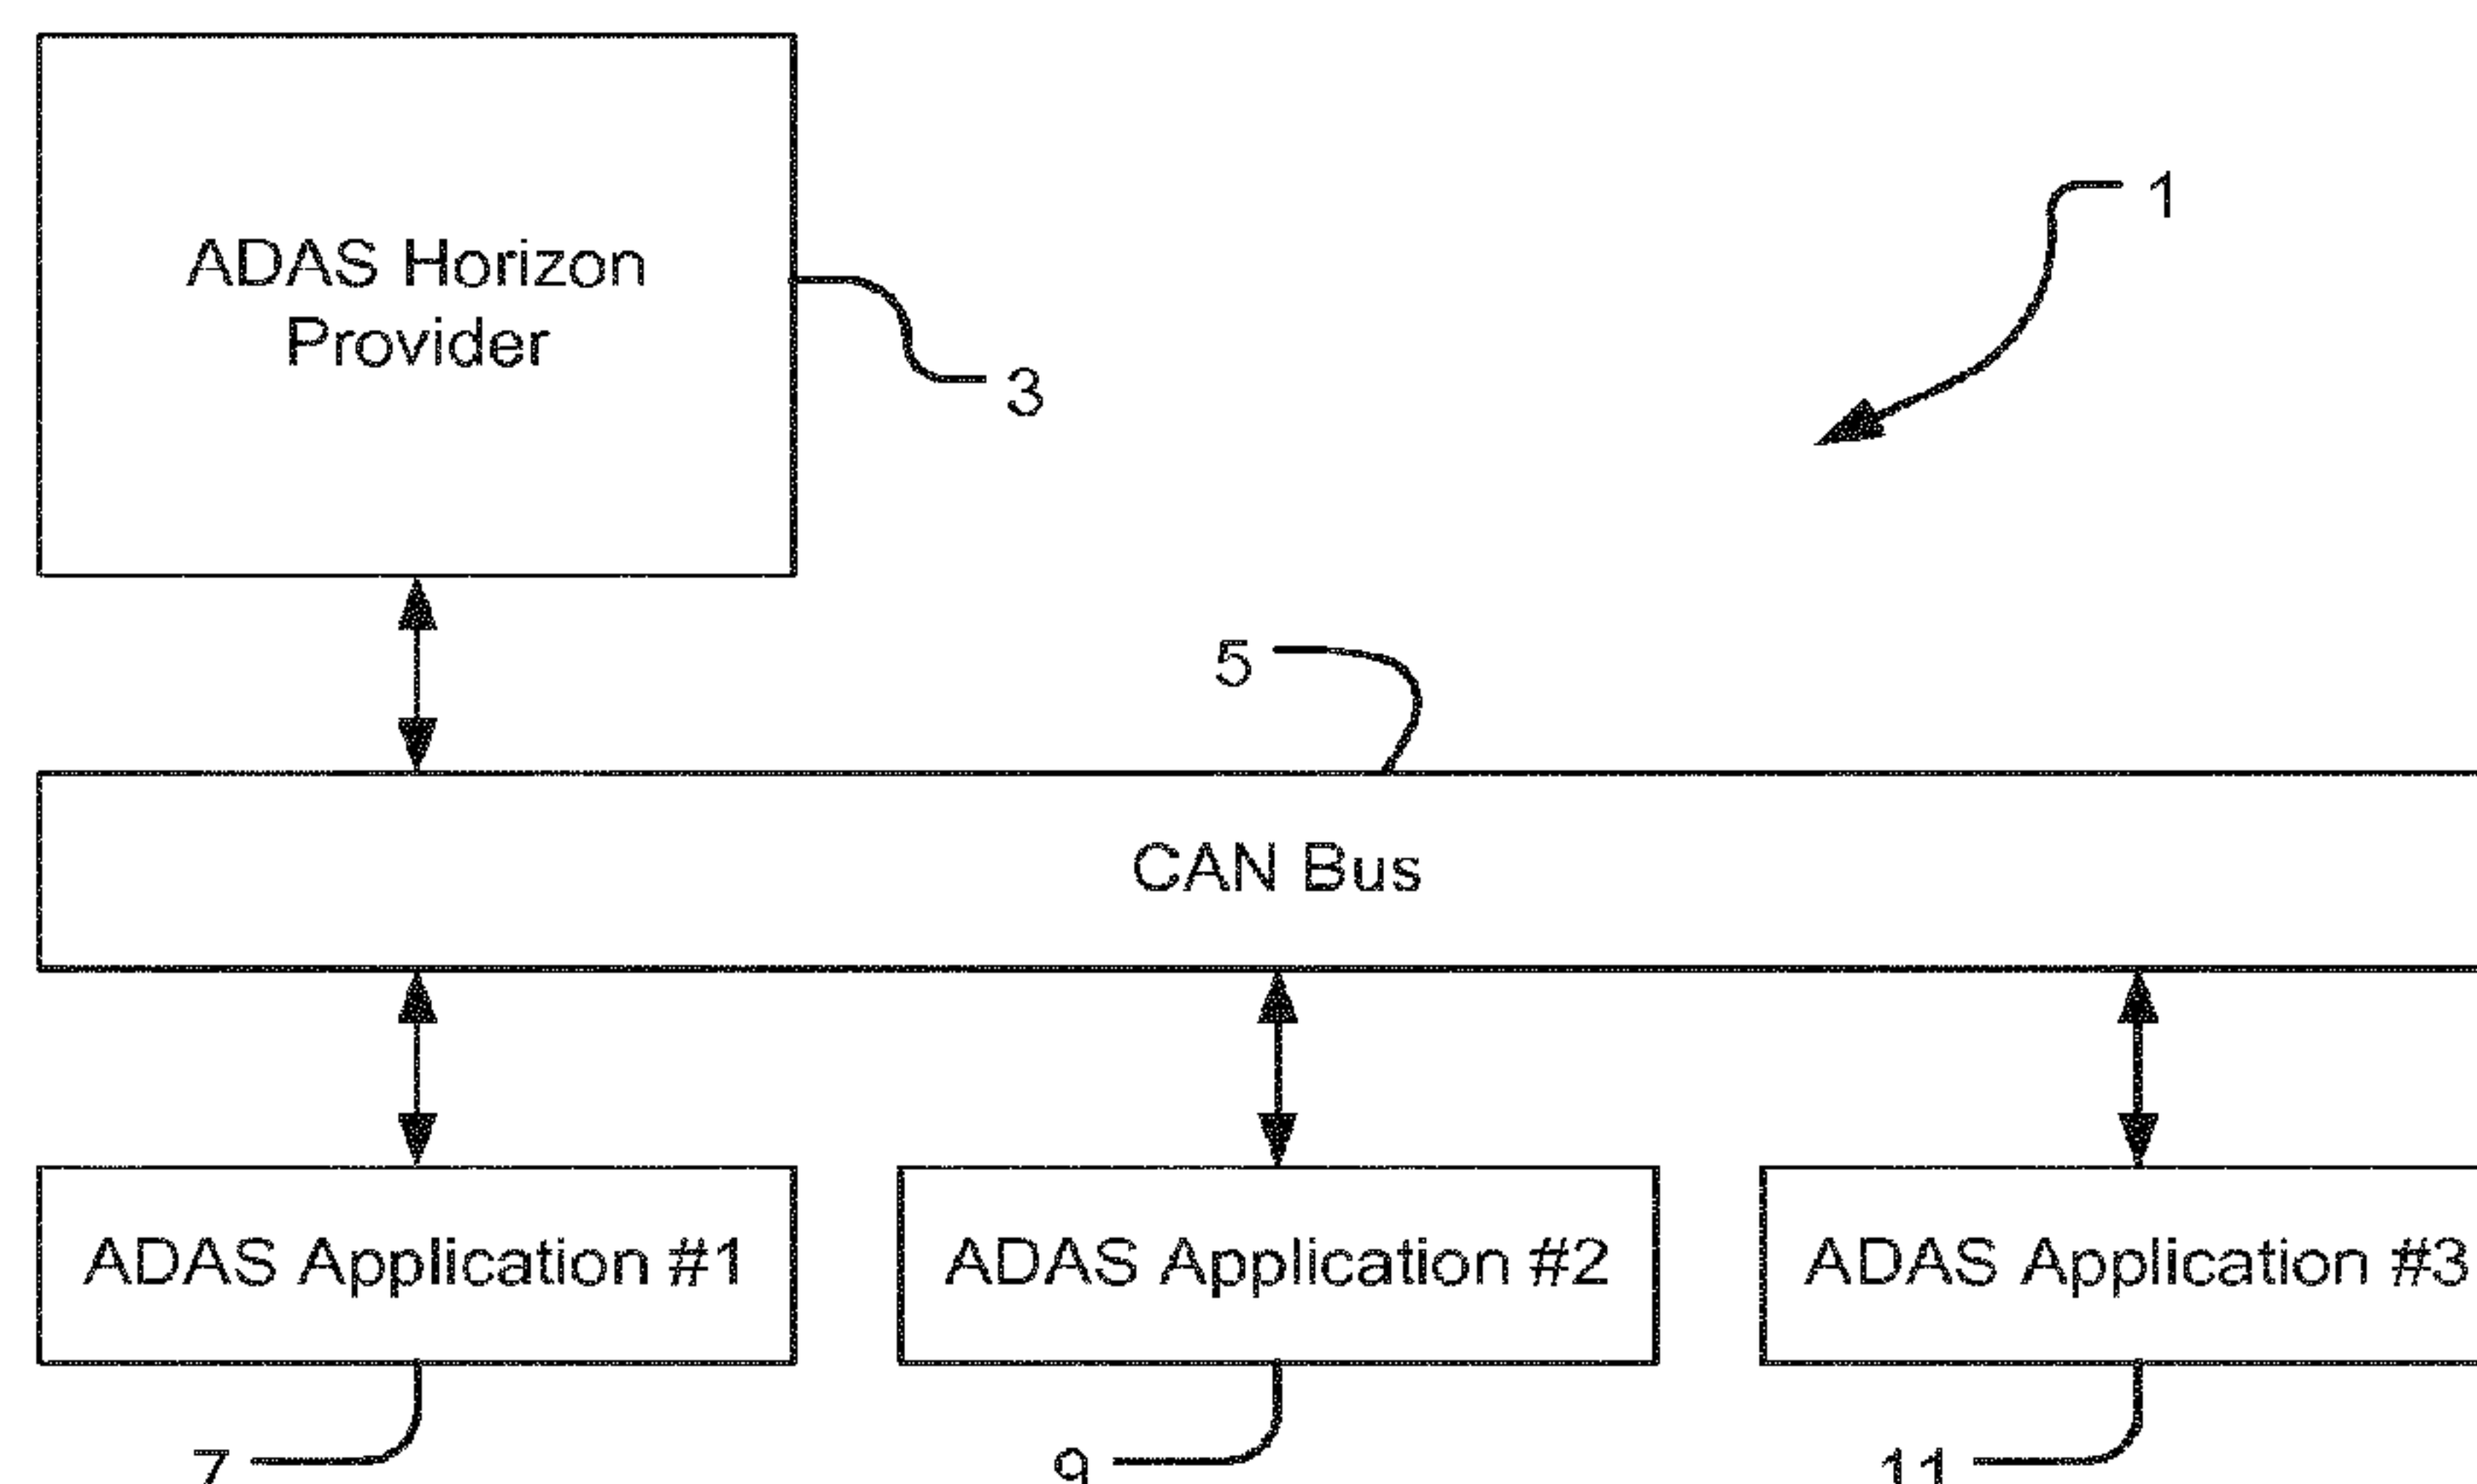 ADAS Horizon
Provider
1
3
5
CAN Bus
ADAS Application #1
ADAS Application #2
ADAS Application #3
7
9
11